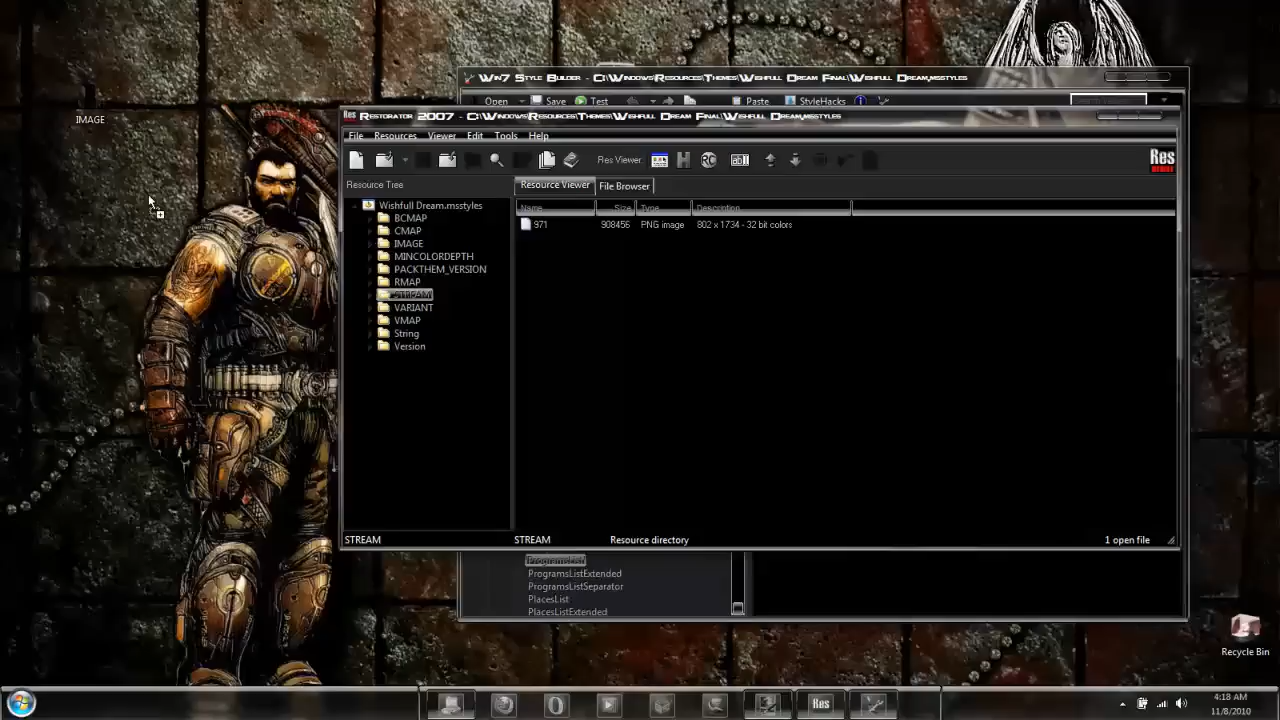 Win7 Style Builder - C:\Windows\Resources\Themes\Wishfull Dream Final\Wishfull Dream.msstyles
Open Save Test Paste StyleHacks
Res Restorator 2007 - C:\Windows\Resources\Themes\Wishfull Dream Final\Wishfull Dream.msstyles
IMAGE
File Resources Viewer Edit Tools Help
Res Viewer: RC ab Res
Resource Tree Resource Viewer File Browser
Wishfull Dream.msstyles Name Size Type Description
BCMAP 971 908456 PNG image 802 x 1734 - 32 bit colors
CMAP
IMAGE
MINCOLORDEPTH
PACKTHEM_VERSION
RMAP
STREAM
VARIANT
VMAP
String
Version
STREAM STREAM Resource directory 1 open file
ProgramsList
ProgramsListExtended
ProgramsListSeparator
PlacesList
PlacesListExtended
Recycle Bin
Res
4:18 AM
11/8/2010